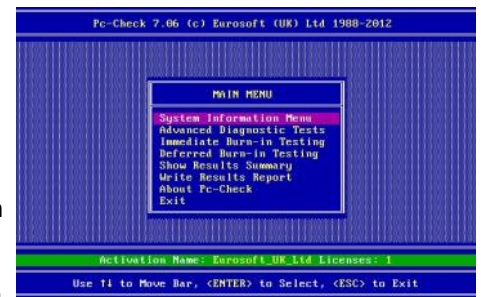 Pc-Check 7.06 (c) Eurosoft (UK) Ltd 1988-2012
MAIN MENU
System Information Menu
Advanced Diagnostic Tests
Immediate Burn-in Testing
Deferred Burn-in Testing
Show Results Summary
Write Results Report
About Pc-Check
Exit
Activation Name: Eurosoft_UK_Ltd Licenses: 1
Use ↑↓ to Move Bar, <ENTER> to Select, <ESC> to Exit